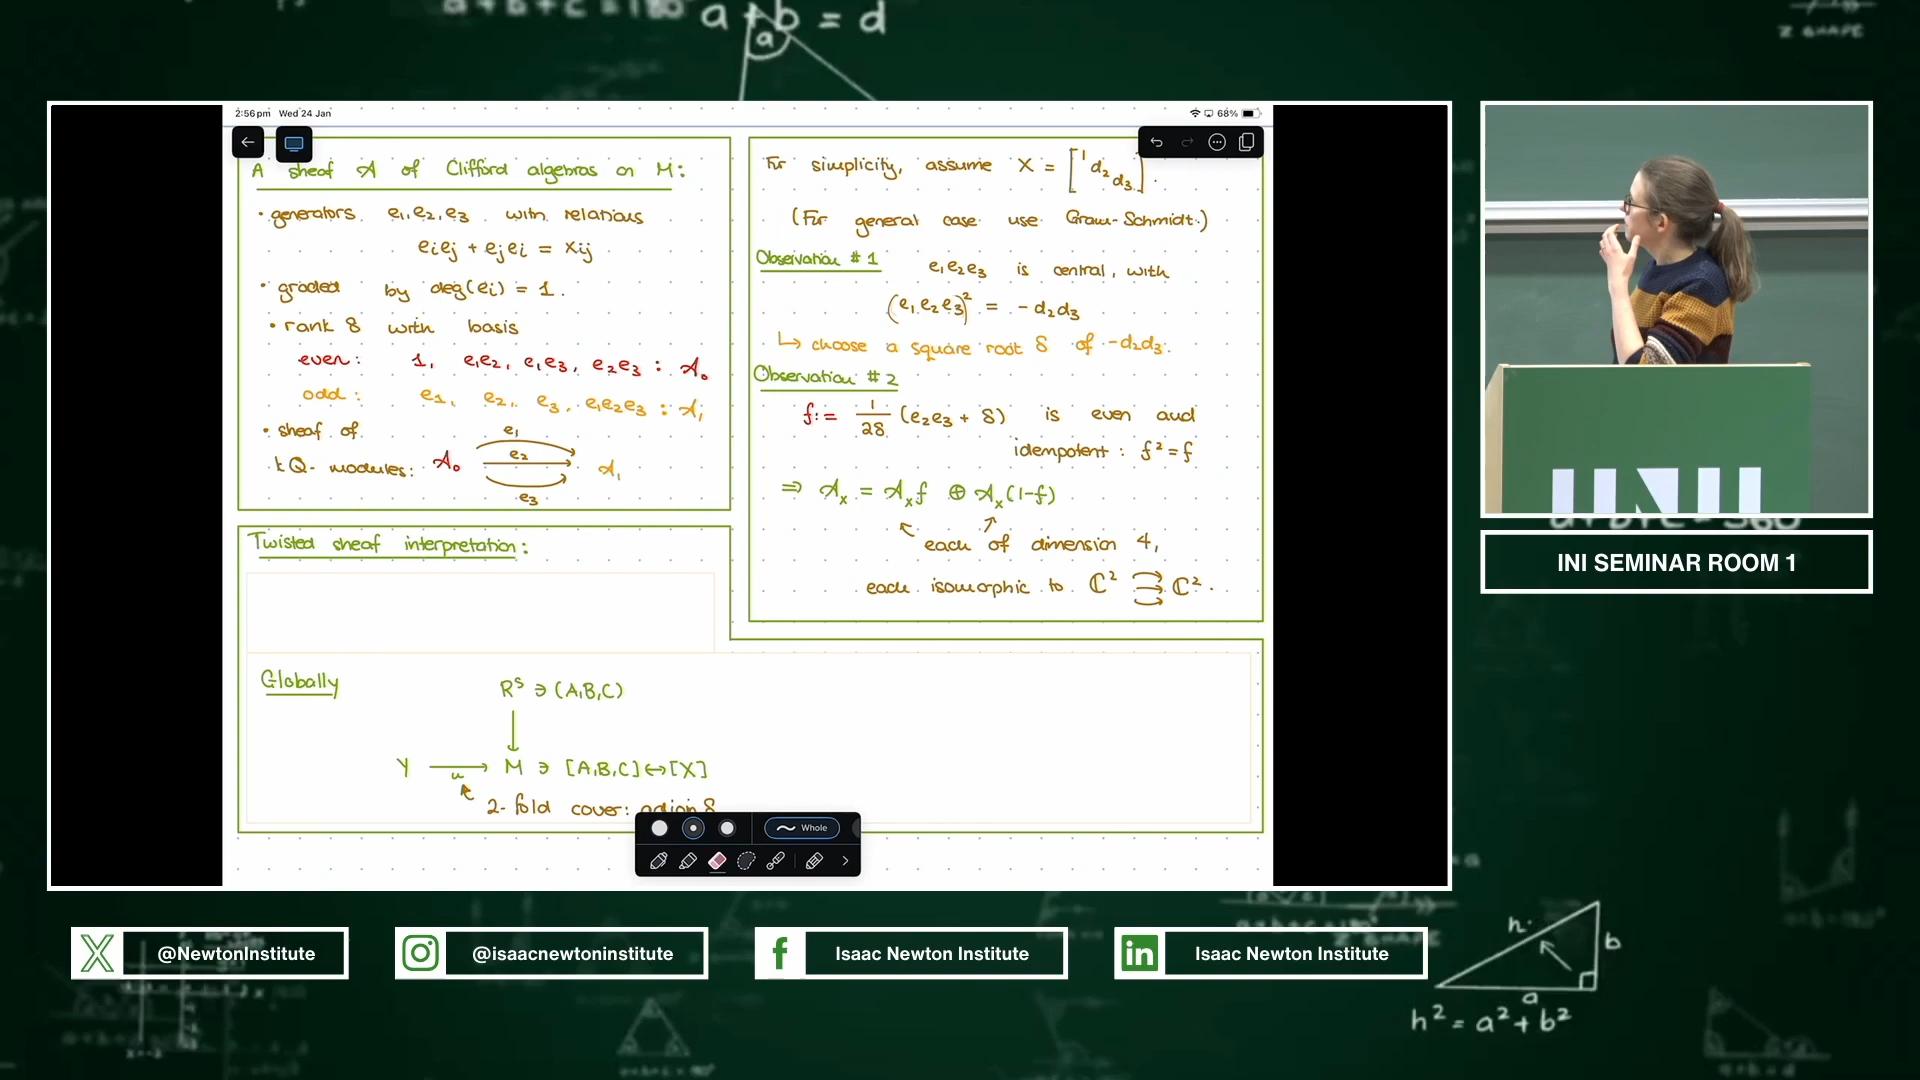 a+b+c=180°
a+b = d
a
Z SHAPE
2:56pm Wed 24 Jan
68%
A sheaf A of Clifford algebras on M:
• generators e1, e2, e3 with relations
eiej + ejei = xij
• graded by deg(ei) = 1.
• rank 8 with basis
even: 1, e1e2, e1e3, e2e3 : A0
odd: e1, e2, e3, e1e2e3 : A1
• sheaf of
kQ-modules: A0 e1 e2 e3 A1
Twisted sheaf interpretation:
For simplicity, assume X = [1 d2 d3].
(For general case use Gram-Schmidt.)
Observation #1 e1e2e3 is central, with
(e1e2e3)² = -d2d3
↳ choose a square root δ of -d2d3.
Observation #2
f := 1/2δ (e2e3 + δ) is even and
idempotent: f² = f
⇒ Ax = Axf ⊕ Ax(1-f)
each of dimension 4,
each isomorphic to ℂ² ⇉ ℂ².
Globally
R^s ∋ (A,B,C)
Y → M ∋ [A,B,C] ↔ [X]
u
2-fold cover:
Whole
INI SEMINAR ROOM 1
@NewtonInstitute
@isaacnewtoninstitute
Isaac Newton Institute
Isaac Newton Institute
h
b
a
h² = a² + b²